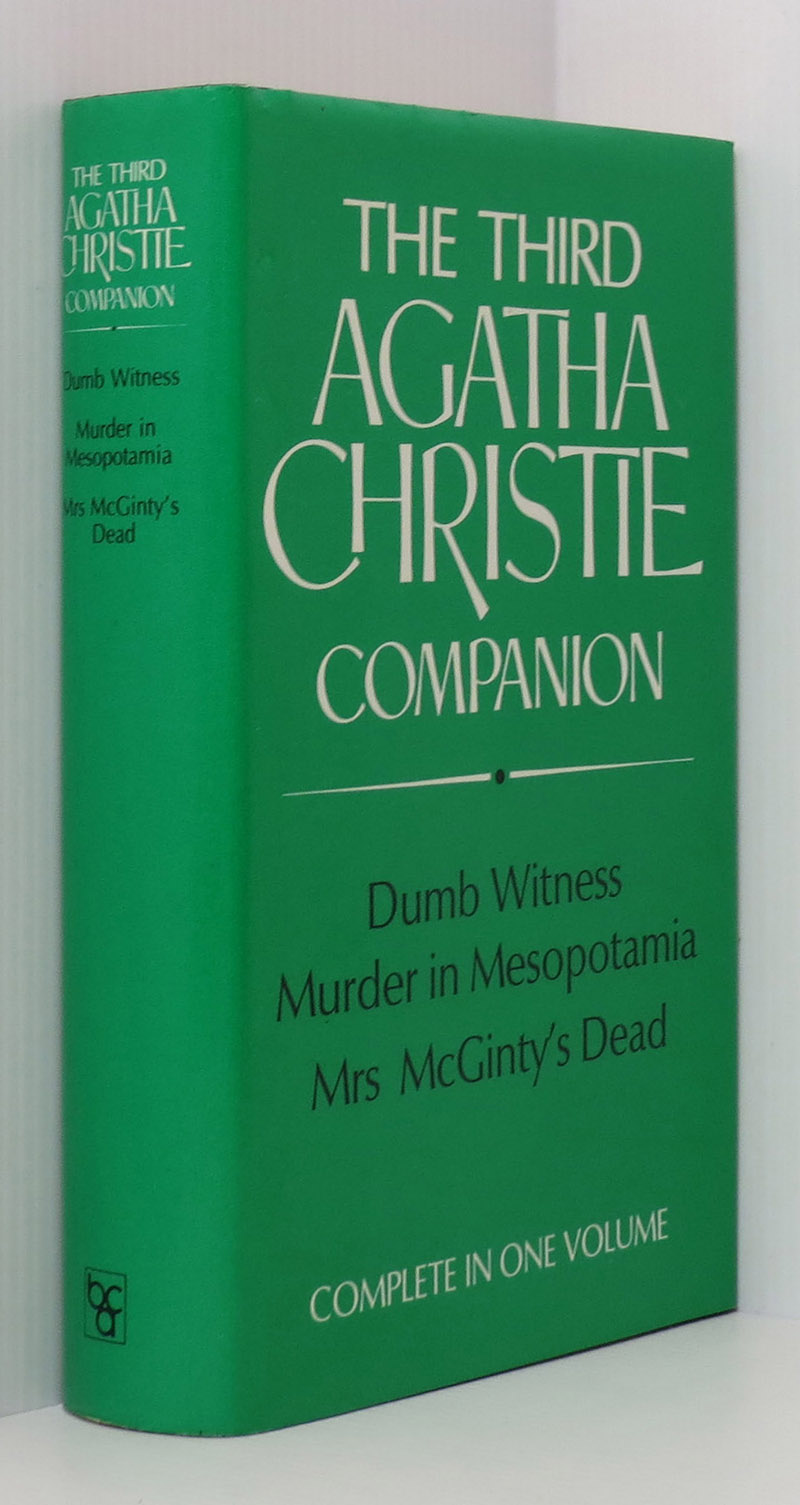 THE THIRD
AGATHA
CHRISTIE
COMPANION
Dumb Witness
Murder in
Mesopotamia
Mrs McGinty's
Dead
bca
THE THIRD
AGATHA
CHRISTIE
COMPANION
Dumb Witness
Murder in Mesopotamia
Mrs McGinty's Dead
COMPLETE IN ONE VOLUME